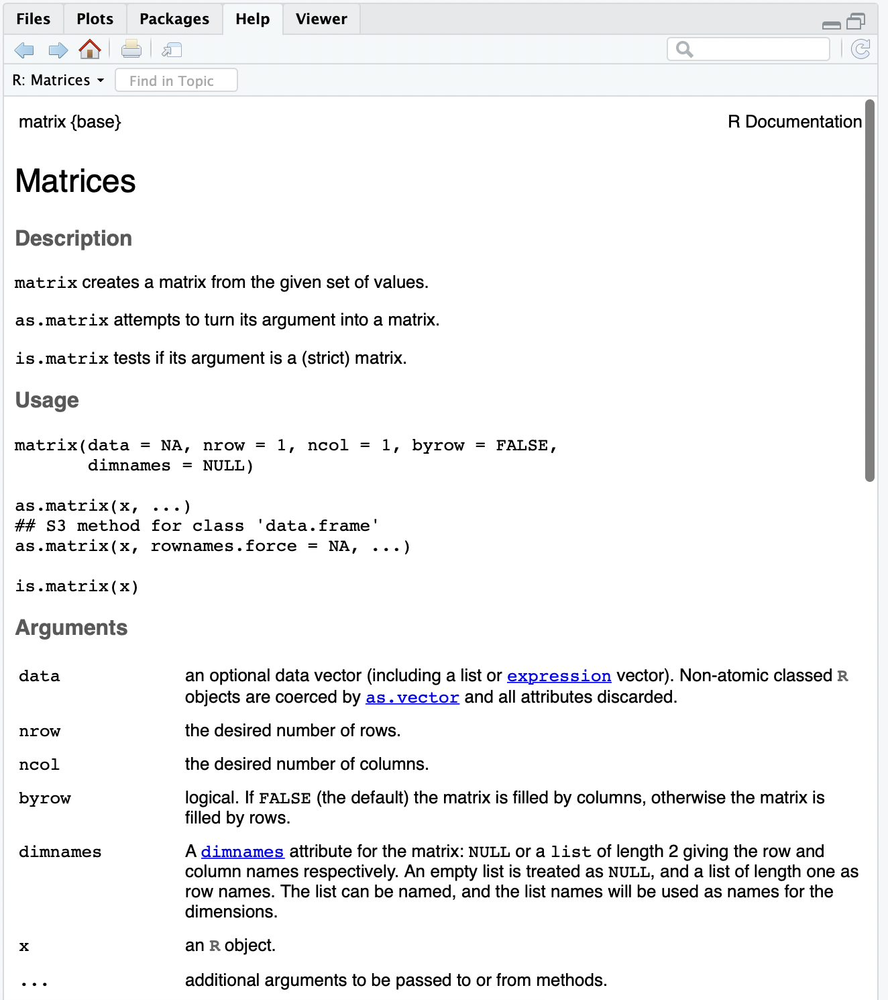 Files Plots Packages Help Viewer
R: Matrices Find in Topic
matrix {base} R Documentation
Matrices
Description
matrix creates a matrix from the given set of values.
as.matrix attempts to turn its argument into a matrix.
is.matrix tests if its argument is a (strict) matrix.
Usage
matrix(data = NA, nrow = 1, ncol = 1, byrow = FALSE,
       dimnames = NULL)
as.matrix(x, ...)
## S3 method for class 'data.frame'
as.matrix(x, rownames.force = NA, ...)
is.matrix(x)
Arguments
data an optional data vector (including a list or expression vector). Non-atomic classed R
objects are coerced by as.vector and all attributes discarded.
nrow the desired number of rows.
ncol the desired number of columns.
byrow logical. If FALSE (the default) the matrix is filled by columns, otherwise the matrix is
filled by rows.
dimnames A dimnames attribute for the matrix: NULL or a list of length 2 giving the row and
column names respectively. An empty list is treated as NULL, and a list of length one as
row names. The list can be named, and the list names will be used as names for the
dimensions.
x an R object.
... additional arguments to be passed to or from methods.